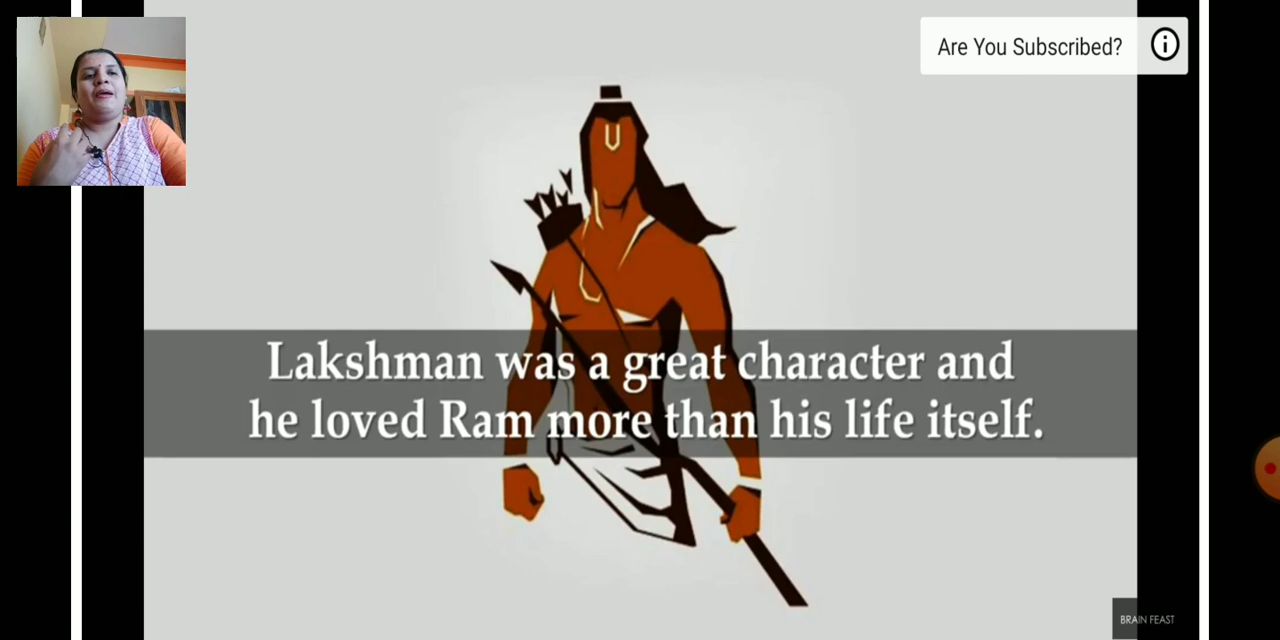 Are You Subscribed?
Lakshman was a great character and
he loved Ram more than his life itself.
BRAIN FEAST